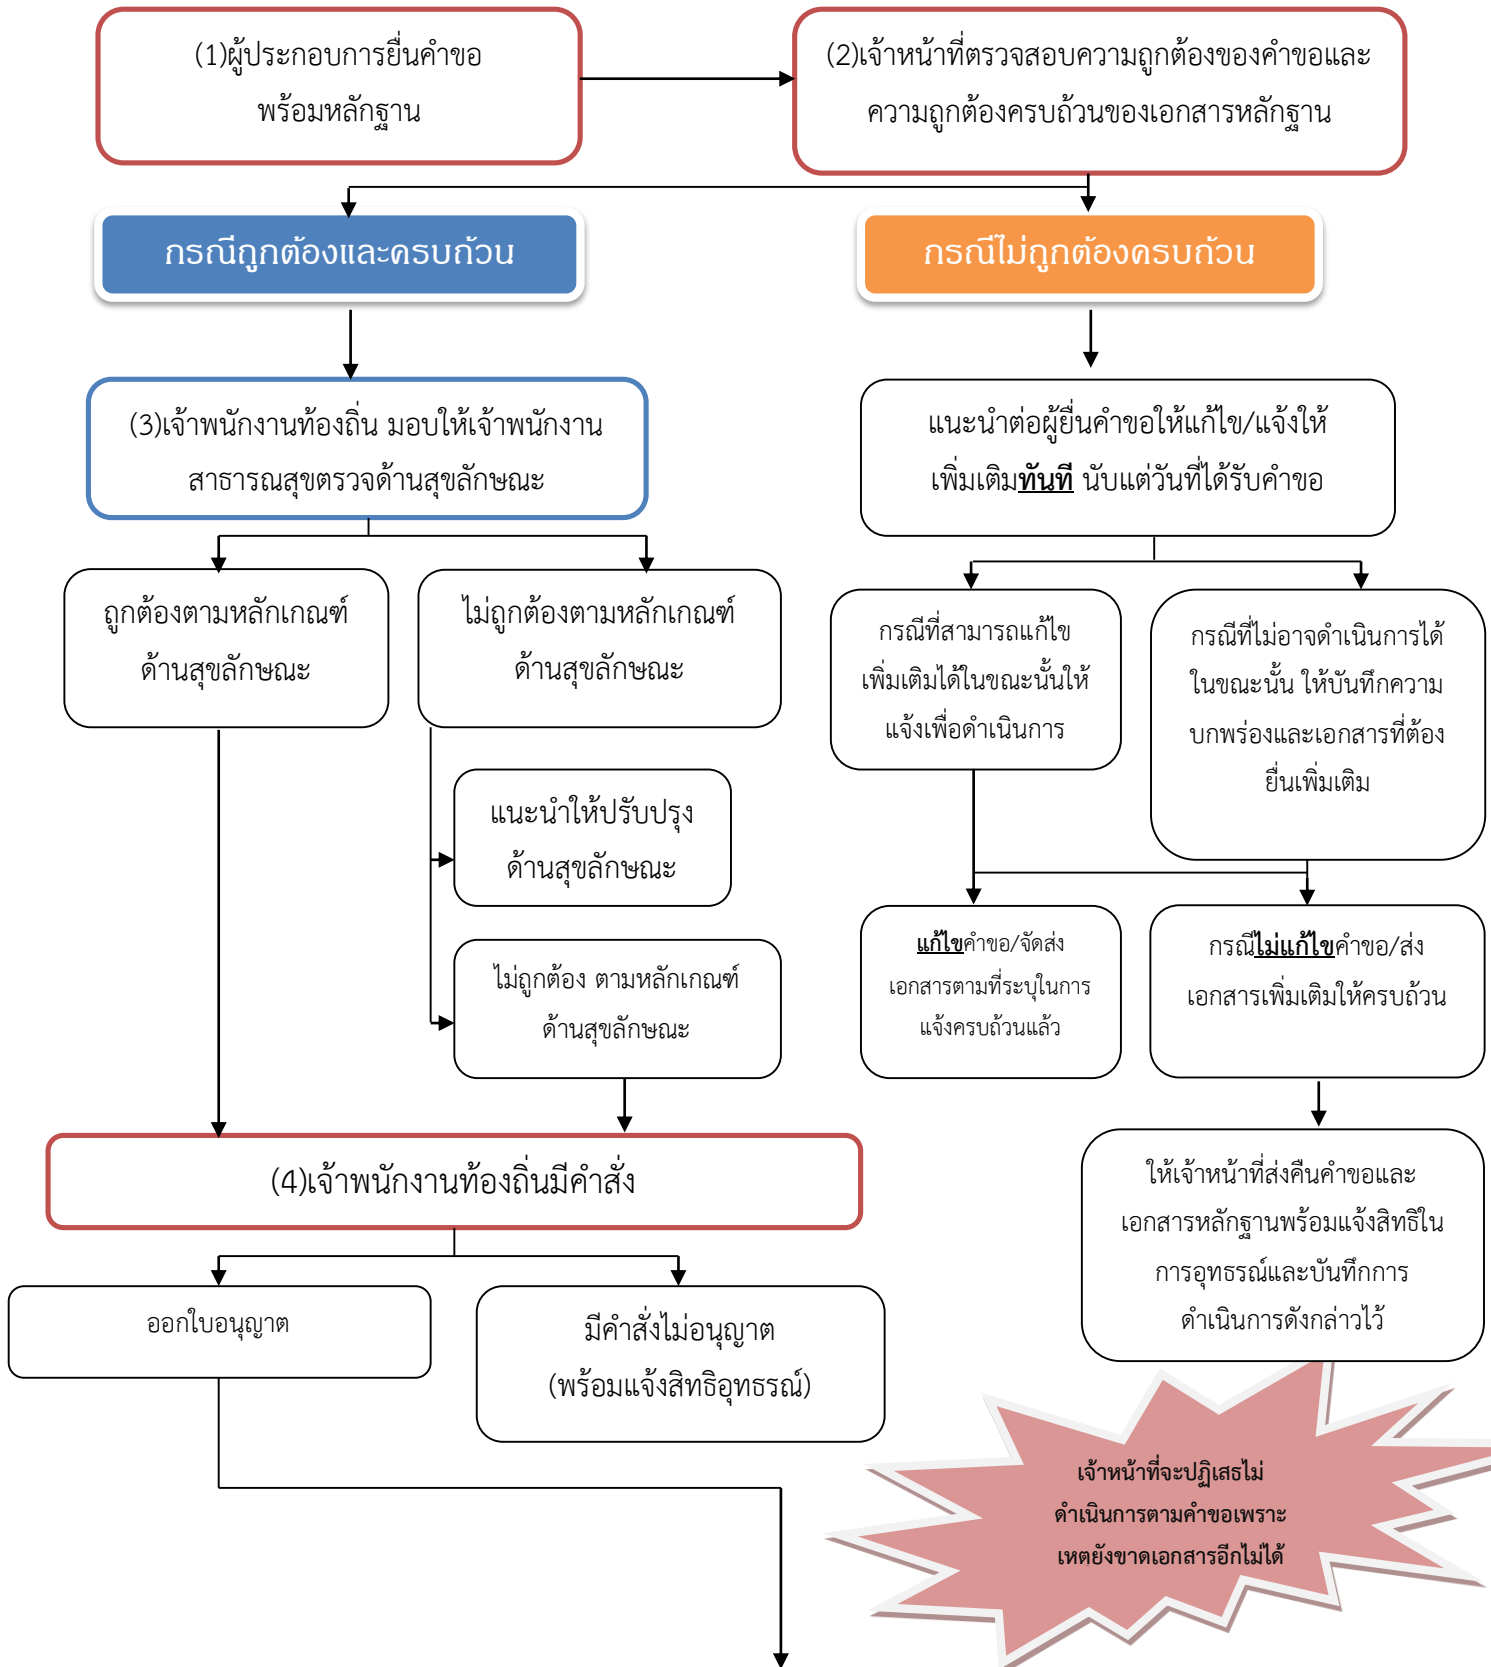 (1)ผู้ประกอบการยื่นคำขอ
พร้อมหลักฐาน
(2)เจ้าหน้าที่ตรวจสอบความถูกต้องของคำขอและ
ความถูกต้องครบถ้วนของเอกสารหลักฐาน
กรณีถูกต้องและครบถ้วน
กรณีไม่ถูกต้องครบถ้วน
(3)เจ้าพนักงานท้องถิ่น มอบให้เจ้าพนักงาน
สาธารณสุขตรวจด้านสุขลักษณะ
แนะนำต่อผู้ยื่นคำขอให้แก้ไข/แจ้งให้
เพิ่มเติมทันที นับแต่วันที่ได้รับคำขอ
ถูกต้องตามหลักเกณฑ์
ด้านสุขลักษณะ
ไม่ถูกต้องตามหลักเกณฑ์
ด้านสุขลักษณะ
กรณีที่สามารถแก้ไข
เพิ่มเติมได้ในขณะนั้นให้
แจ้งเพื่อดำเนินการ
กรณีที่ไม่อาจดำเนินการได้
ในขณะนั้น ให้บันทึกความ
บกพร่องและเอกสารที่ต้อง
ยื่นเพิ่มเติม
แนะนำให้ปรับปรุง
ด้านสุขลักษณะ
ไม่ถูกต้อง ตามหลักเกณฑ์
ด้านสุขลักษณะ
แก้ไขคำขอ/จัดส่ง
เอกสารตามที่ระบุในการ
แจ้งครบถ้วนแล้ว
กรณีไม่แก้ไขคำขอ/ส่ง
เอกสารเพิ่มเติมให้ครบถ้วน
(4)เจ้าพนักงานท้องถิ่นมีคำสั่ง
ให้เจ้าหน้าที่ส่งคืนคำขอและ
เอกสารหลักฐานพร้อมแจ้งสิทธิใน
การอุทธรณ์และบันทึกการ
ดำเนินการดังกล่าวไว้
ออกใบอนุญาต
มีคำสั่งไม่อนุญาต
(พร้อมแจ้งสิทธิอุทธรณ์)
เจ้าหน้าที่จะปฏิเสธไม่
ดำเนินการตามคำขอเพราะ
เหตุยังขาดเอกสารอีกไม่ได้